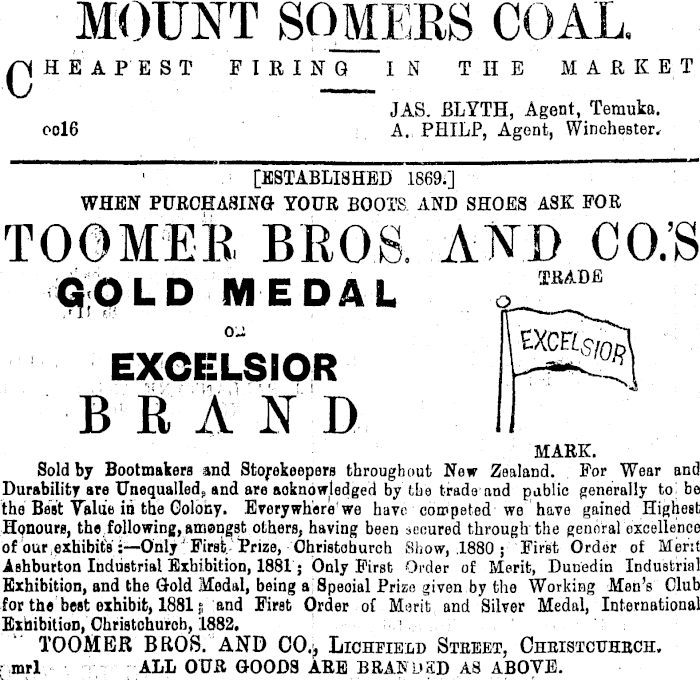 MOUNT SOMERS COAL.
CHEAPEST FIRING IN THE MARKET
JAS. BLYTH, Agent, Temuka.
oc16 A. PHILP, Agent, Winchester.
[ESTABLISHED 1869.]
WHEN PURCHASING YOUR BOOTS AND SHOES ASK FOR
TOOMER BROS. AND CO.'S
GOLD MEDAL
OR
EXCELSIOR
BRAND
TRADE
EXCELSIOR
MARK.
Sold by Bootmakers and Storekeepers throughout New Zealand. For Wear and
Durability are Unequalled, and are acknowledged by the trade and public generally to be
the Best Value in the Colony. Everywhere we have competed we have gained Highest
Honours, the following, amongst others, having been secured through the general excellence
of our exhibits :—Only First Prize, Christchurch Show, 1880 ; First Order of Merit
Ashburton Industrial Exhibition, 1881 ; Only First Order of Merit, Dunedin Industrial
Exhibition, and the Gold Medal, being a Special Prize given by the Working Men's Club
for the best exhibit, 1881 ; and First Order of Merit and Silver Medal, International
Exhibition, Christchurch, 1882.
TOOMER BROS. AND CO., LICHFIELD STREET, CHRISTCUHRCH.
mr1 ALL OUR GOODS ARE BRANDED AS ABOVE.